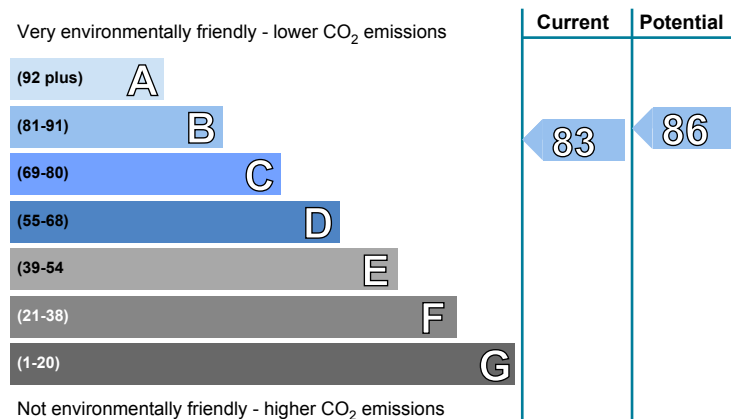 Very environmentally friendly - lower CO₂ emissions
Current
Potential
(92 plus) A
(81-91) B
(69-80) C
(55-68) D
(39-54 E
(21-38) F
(1-20) G
83
86
Not environmentally friendly - higher CO₂ emissions